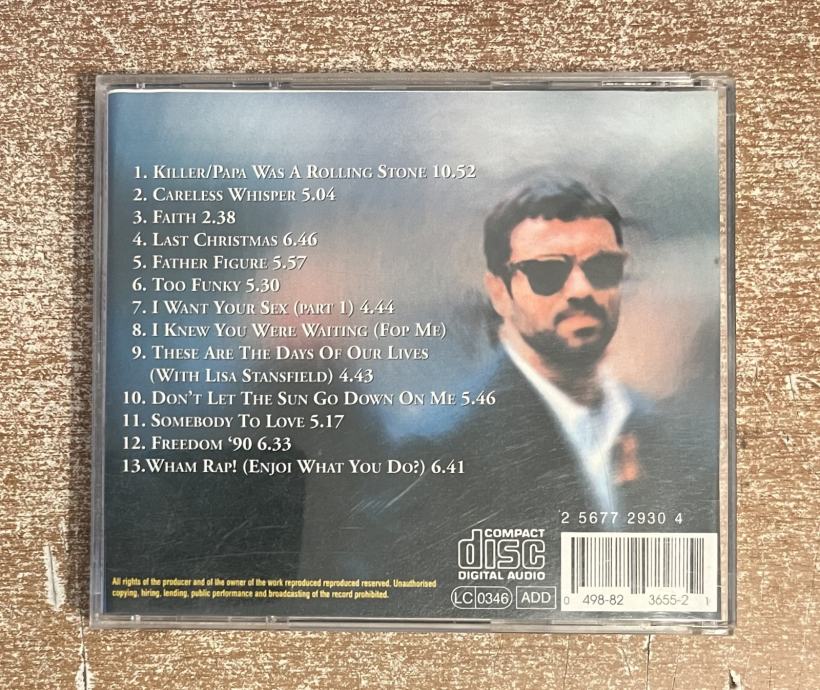 1. Killer/Papa Was A Rolling Stone 10.52
2. Careless Whisper 5.04
3. Faith 2.38
4. Last Christmas 6.46
5. Father Figure 5.57
6. Too Funky 5.30
7. I Want Your Sex (part 1) 4.44
8. I Knew You Were Waiting (Fop Me)
9. These Are The Days Of Our Lives
(With Lisa Stansfield) 4.43
10. Don't Let The Sun Go Down On Me 5.46
11. Somebody To Love 5.17
12. Freedom ‘90 6.33
13.Wham Rap! (Enjoi What You Do?) 6.41
2 5677 2930 4
COMPACT
disc
DIGITAL AUDIO
All rights of the producer and of the owner of the work reproduced reproduced reserved. Unauthorised
copying, hiring, lending, public performance and broadcasting of the record prohibited.
LC 0346 ADD
0 498-82 3655-2 1